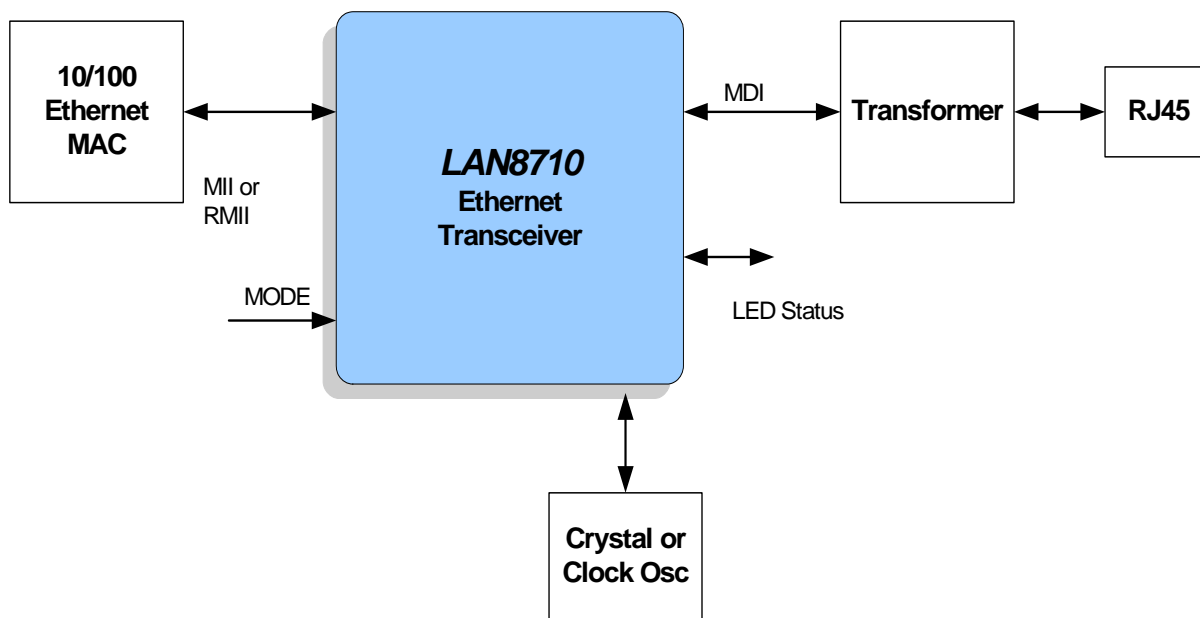 10/100
Ethernet
MAC
MII or
RMII
MODE
LAN8710
Ethernet
Transceiver
MDI
Transformer
RJ45
LED Status
Crystal or
Clock Osc